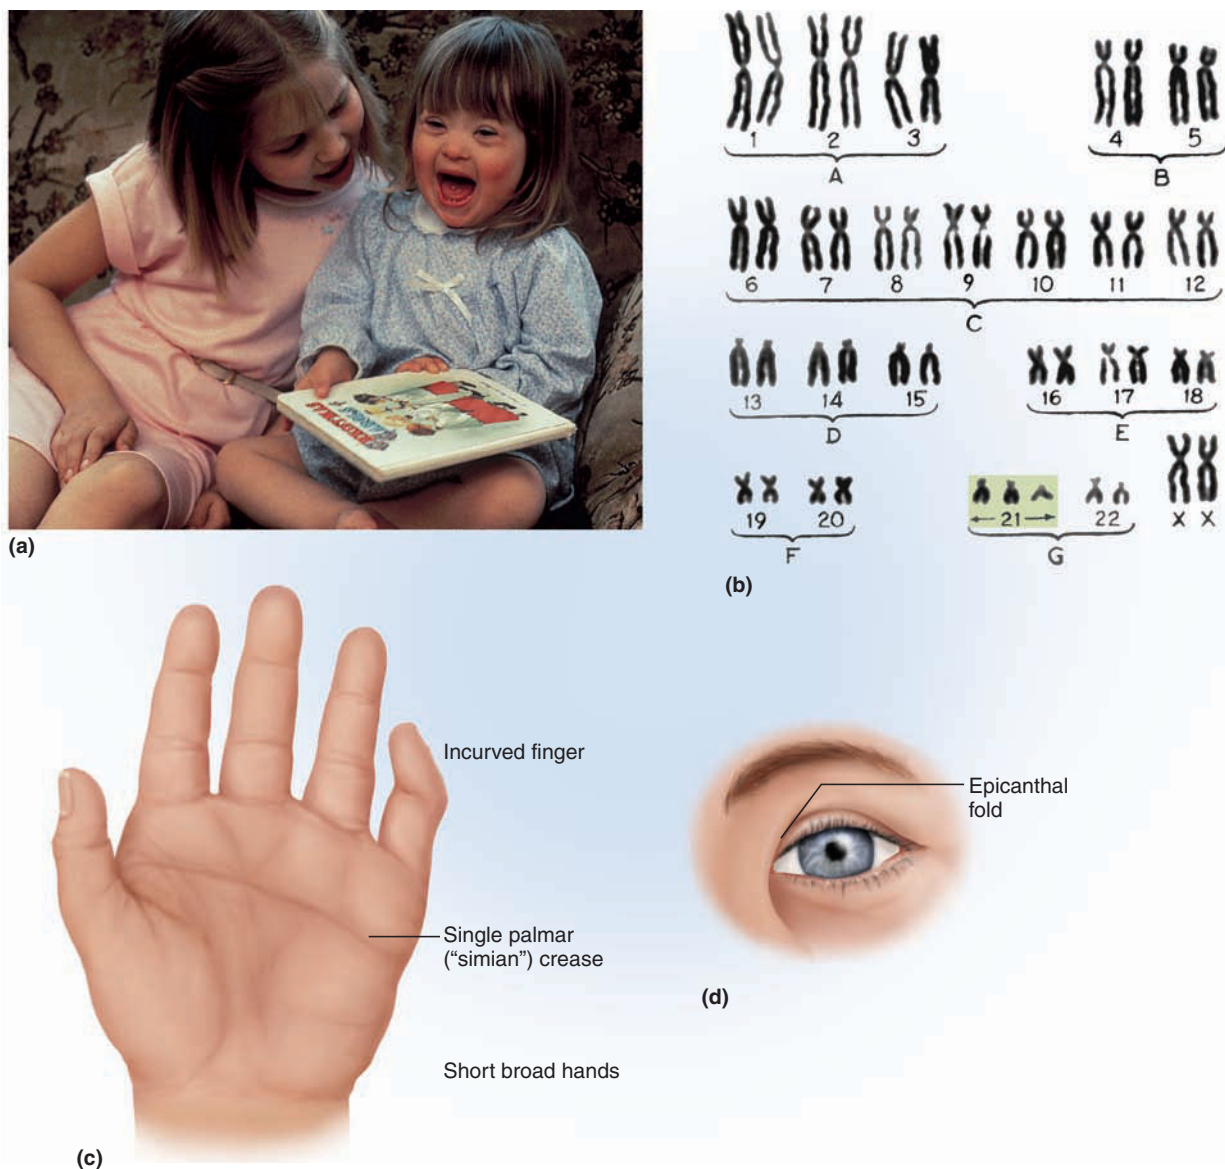 (a)
1 2 3
A
4 5
B
6 7 8 9 10 11 12
C
13 14 15
D
16 17 18
E
19 20
F
21 22
G
X X
(b)
Incurved finger
Single palmar
(“simian”) crease
Short broad hands
(c)
Epicanthal
fold
(d)